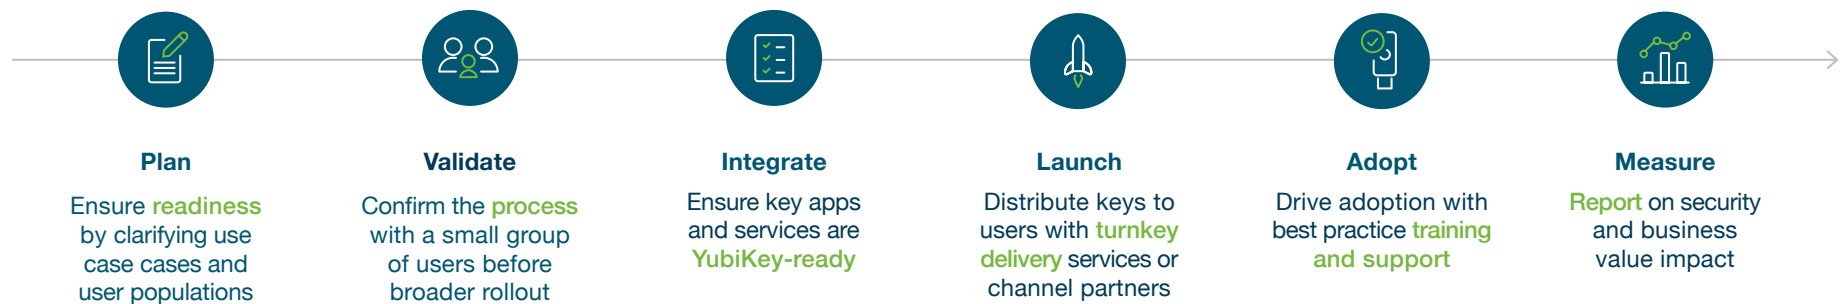 Plan
Ensure readiness
by clarifying use
case cases and
user populations
Validate
Confirm the process
with a small group
of users before
broader rollout
Integrate
Ensure key apps
and services are
YubiKey-ready
Launch
Distribute keys to
users with turnkey
delivery services or
channel partners
Adopt
Drive adoption with
best practice training
and support
Measure
Report on security
and business
value impact